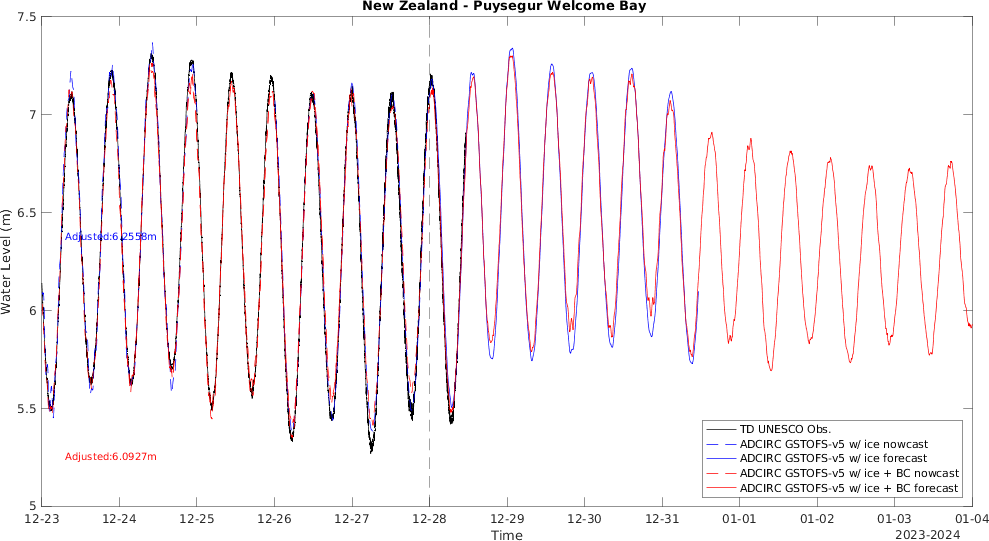 New Zealand - Puysegur Welcome Bay
7.5
7
6.5
6
5.5
5
Water Level (m)
Adjusted:6.2558m
Adjusted:6.0927m
TD UNESCO Obs.
ADCIRC GSTOFS-v5 w/ ice nowcast
ADCIRC GSTOFS-v5 w/ ice forecast
ADCIRC GSTOFS-v5 w/ ice + BC nowcast
ADCIRC GSTOFS-v5 w/ ice + BC forecast
12-23 12-24 12-25 12-26 12-27 12-28 12-29 12-30 12-31 01-01 01-02 01-03 01-04
Time
2023-2024